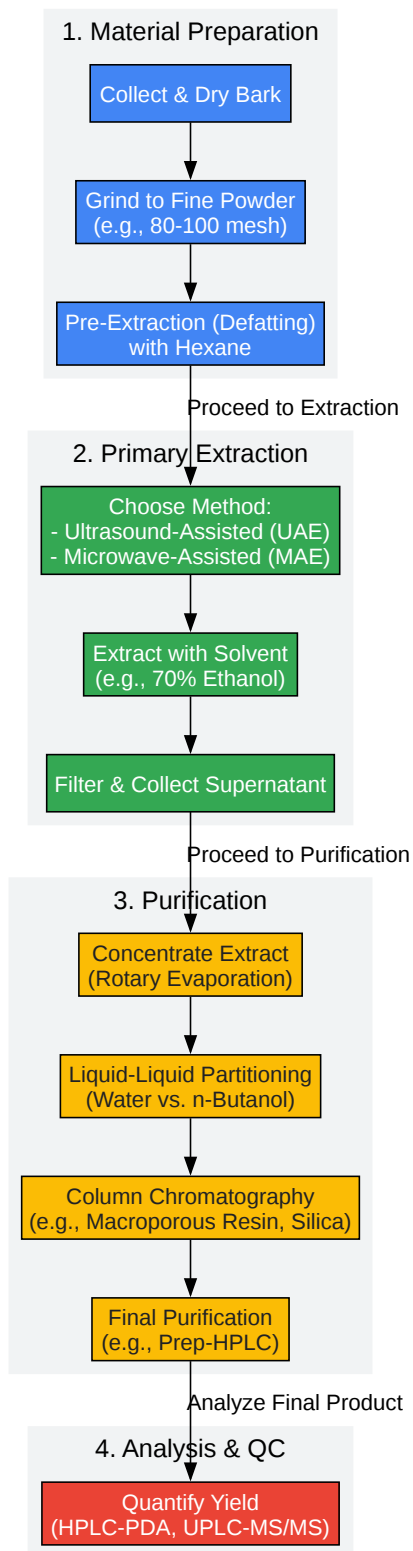 1. Material Preparation
Collect & Dry Bark
Grind to Fine Powder
(e.g., 80-100 mesh)
Pre-Extraction (Defatting)
with Hexane
Proceed to Extraction
2. Primary Extraction
Choose Method:
- Ultrasound-Assisted (UAE)
- Microwave-Assisted (MAE)
Extract with Solvent
(e.g., 70% Ethanol)
Filter & Collect Supernatant
Proceed to Purification
3. Purification
Concentrate Extract
(Rotary Evaporation)
Liquid-Liquid Partitioning
(Water vs. n-Butanol)
Column Chromatography
(e.g., Macroporous Resin, Silica)
Final Purification
(e.g., Prep-HPLC)
Analyze Final Product
4. Analysis & QC
Quantify Yield
(HPLC-PDA, UPLC-MS/MS)